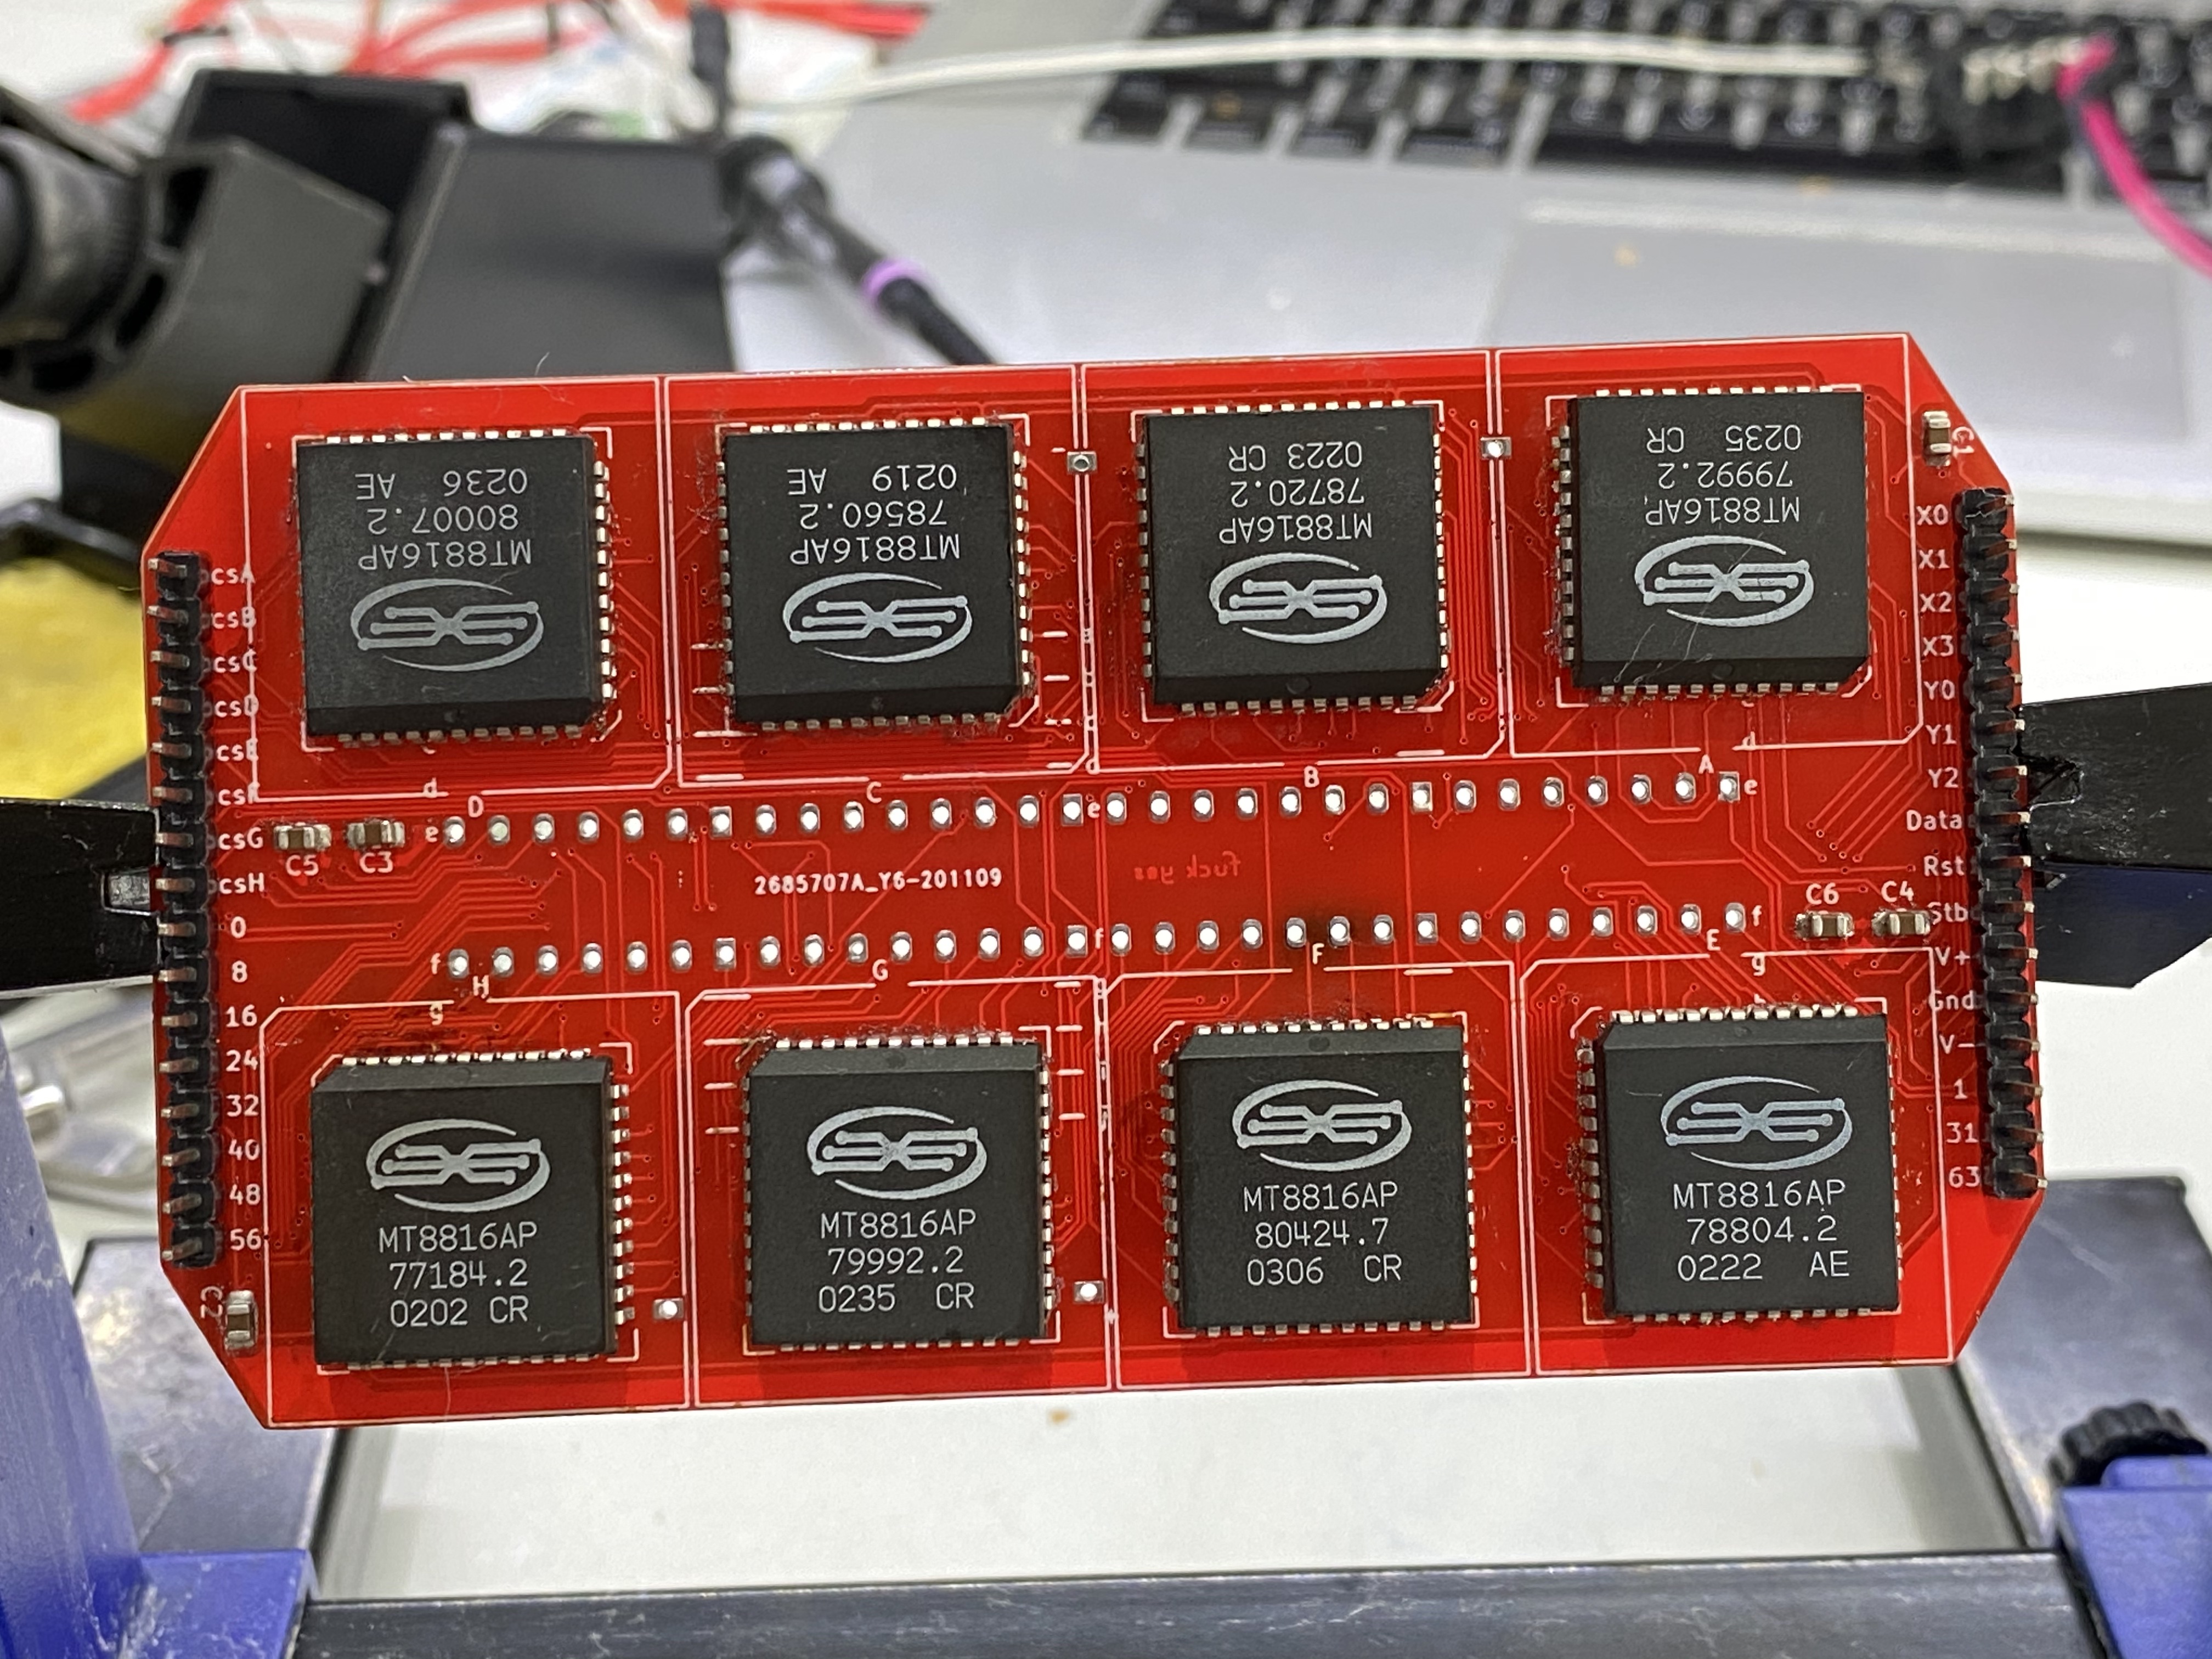 0236 AE
80007.2
MT8816AP
0219 AE
78560.2
MT8816AP
0223 CR
78720.2
MT8816AP
0235 CR
79992.2
MT8816AP
C1
csA
csB
csC
csD
csE
csF
csG
csH
0
8
16
24
32
40
48
56
X0
X1
X2
X3
Y0
Y1
Y2
Data
Rst
Stb
V+
Gnd
V-
1
31
63
d
D
C
d
B
A
d
e
e
e
C5
C3
2685707A_Y6-201109
fuck yea
C6
C4
f
H
G
f
F
E
f
g
g
g
C2
MT8816AP
77184.2
0202 CR
MT8816AP
79992.2
0235 CR
MT8816AP
80424.7
0306 CR
MT8816AP
78804.2
0222 AE